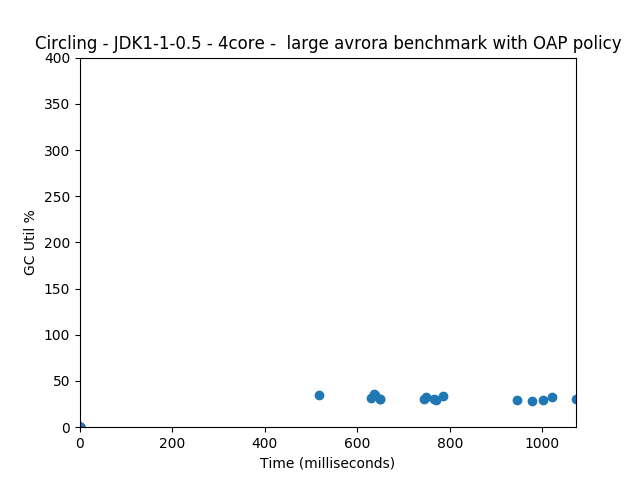 Circling - JDK1-1-0.5 - 4core -  large avrora benchmark with OAP policy
400
350
300
250
200
150
100
50
0
GC Util %
0 200 400 600 800 1000
Time (milliseconds)